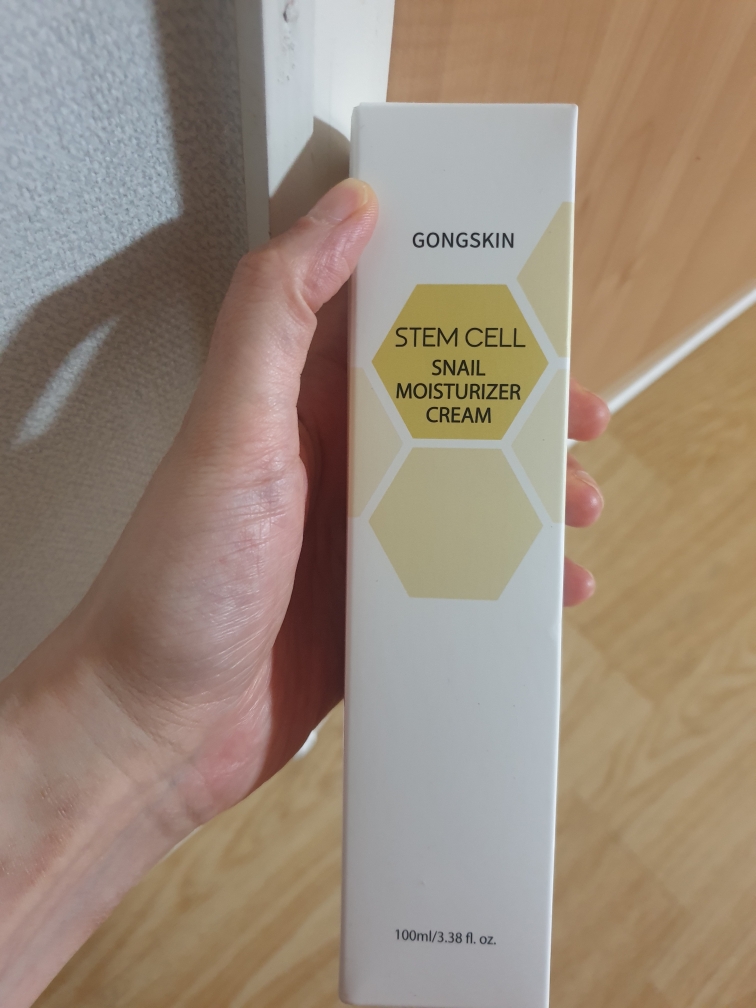 GONGSKIN
STEM CELL
SNAIL
MOISTURIZER
CREAM
100ml/3.38 fl. oz.